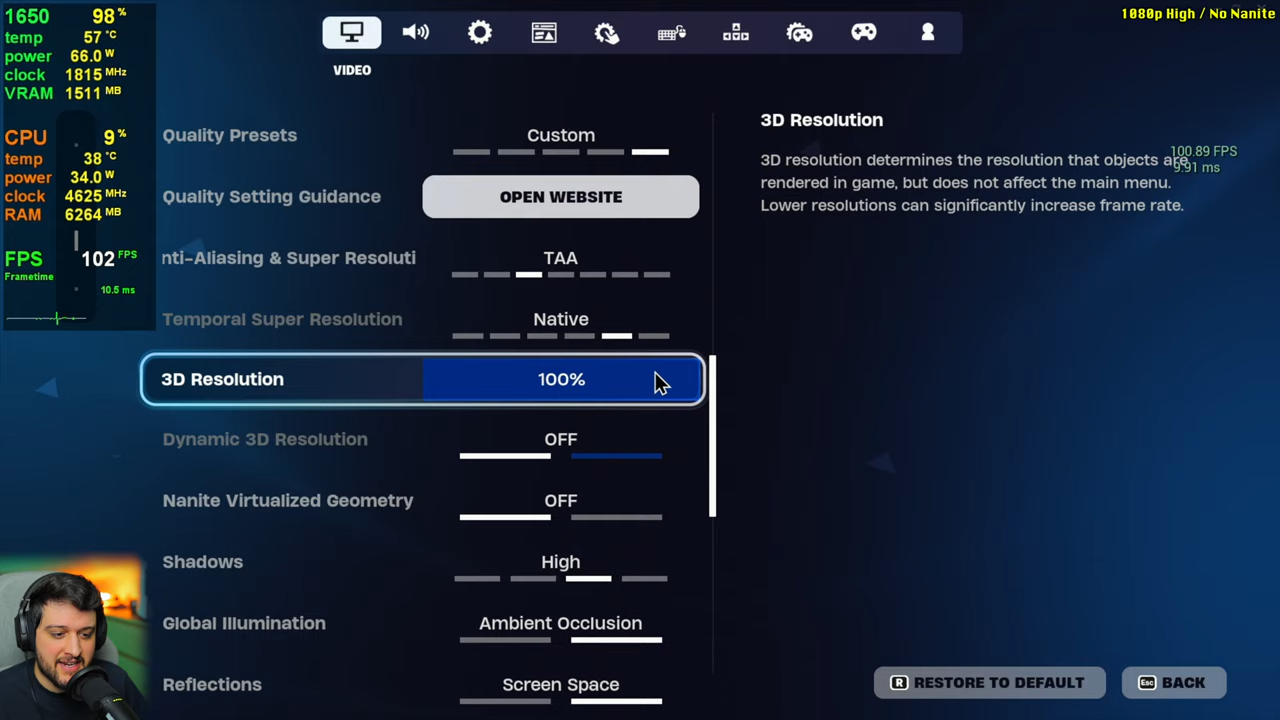 1650 98 %
temp 57 °C
power 66.0 W
clock 1815 MHz
VRAM 1511 MB
CPU 9 %
temp 38 °C
power 34.0 W
clock 4625 MHz
RAM 6264 MB
FPS 102 FPS
Frametime
10.5 ms
1080p High / No Nanite
VIDEO
Quality Presets Custom
Quality Setting Guidance OPEN WEBSITE
nti-Aliasing & Super Resoluti TAA
Temporal Super Resolution Native
3D Resolution 100%
Dynamic 3D Resolution OFF
Nanite Virtualized Geometry OFF
Shadows High
Global Illumination Ambient Occlusion
Reflections Screen Space
3D Resolution
3D resolution determines the resolution that objects are
rendered in game, but does not affect the main menu.
Lower resolutions can significantly increase frame rate.
100.89 FPS
9.91 ms
R RESTORE TO DEFAULT
Esc BACK